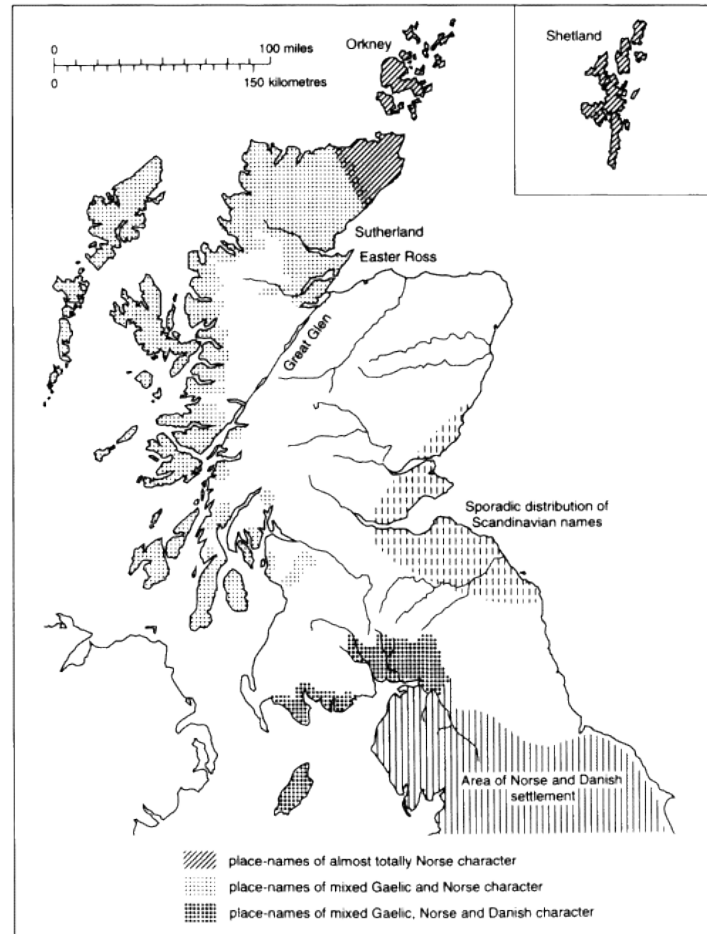 0 100 miles
0 150 kilometres
Orkney
Shetland
Sutherland
Easter Ross
Great Glen
Sporadic distribution of
Scandinavian names
Area of Norse and Danish
settlement
place-names of almost totally Norse character
place-names of mixed Gaelic and Norse character
place-names of mixed Gaelic, Norse and Danish character